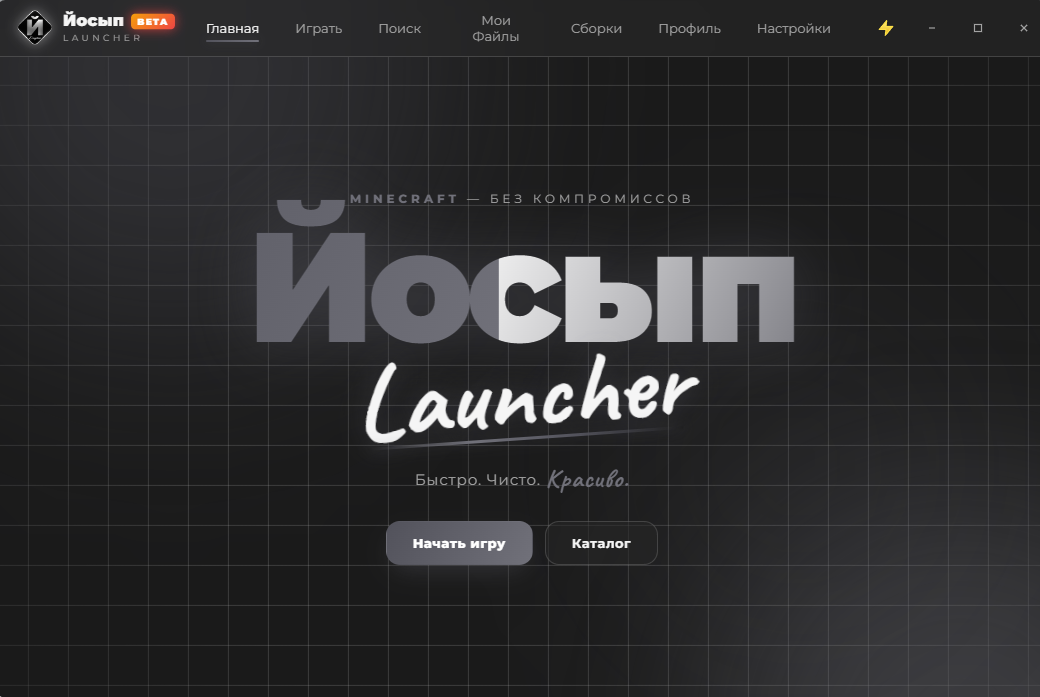 Й
Йосып BETA
LAUNCHER
Главная
Играть
Поиск
Мои
Файлы
Сборки
Профиль
Настройки
MINECRAFT — БЕЗ КОМПРОМИССОВ
Йосып
Launcher
Быстро. Чисто. Красиво.
Начать игру
Каталог